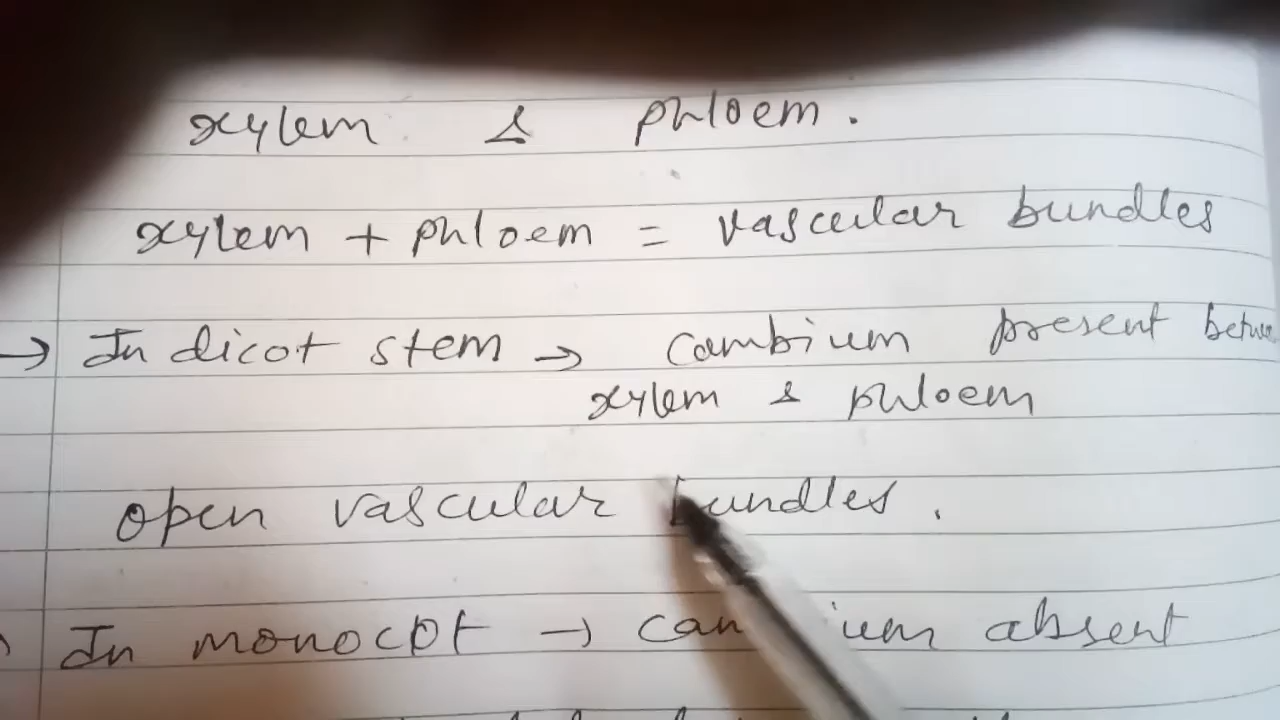 xylem & phloem.
xylem + phloem = vascular bundles
→ In dicot stem → cambium present
xylem & phloem
open vascular bundles.
In monocot → absent